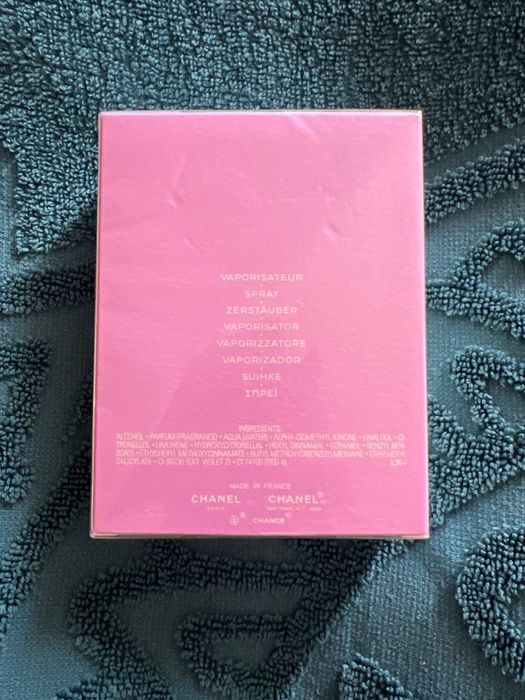 VAPORISATEUR
SPRAY
ZERSTÄUBER
VAPORISATOR
VAPORIZZATORE
VAPORIZADOR
SUIHKE
ΣΠΡΕΪ
INGREDIENTS:
ALCOHOL • PARFUM (FRAGRANCE) • AQUA (WATER) • ALPHA-ISOMETHYL IONONE • LINALOOL • CI-
TRONELLOL • LIMONENE • HYDROXYCITRONELLAL • HEXYL CINNAMAL • GERANIOL • BENZYL BEN-
ZOATE • ETHYLHEXYL METHOXYCINNAMATE • BUTYL METHOXYDIBENZOYLMETHANE • ETHYLHEXYL
SALICYLATE • CI 60730 (EXT. VIOLET 2) • CI 14700 (RED 4)
MADE IN FRANCE
CHANEL CHANEL®
PARIS NEW YORK, N.Y.
® CHANCE®